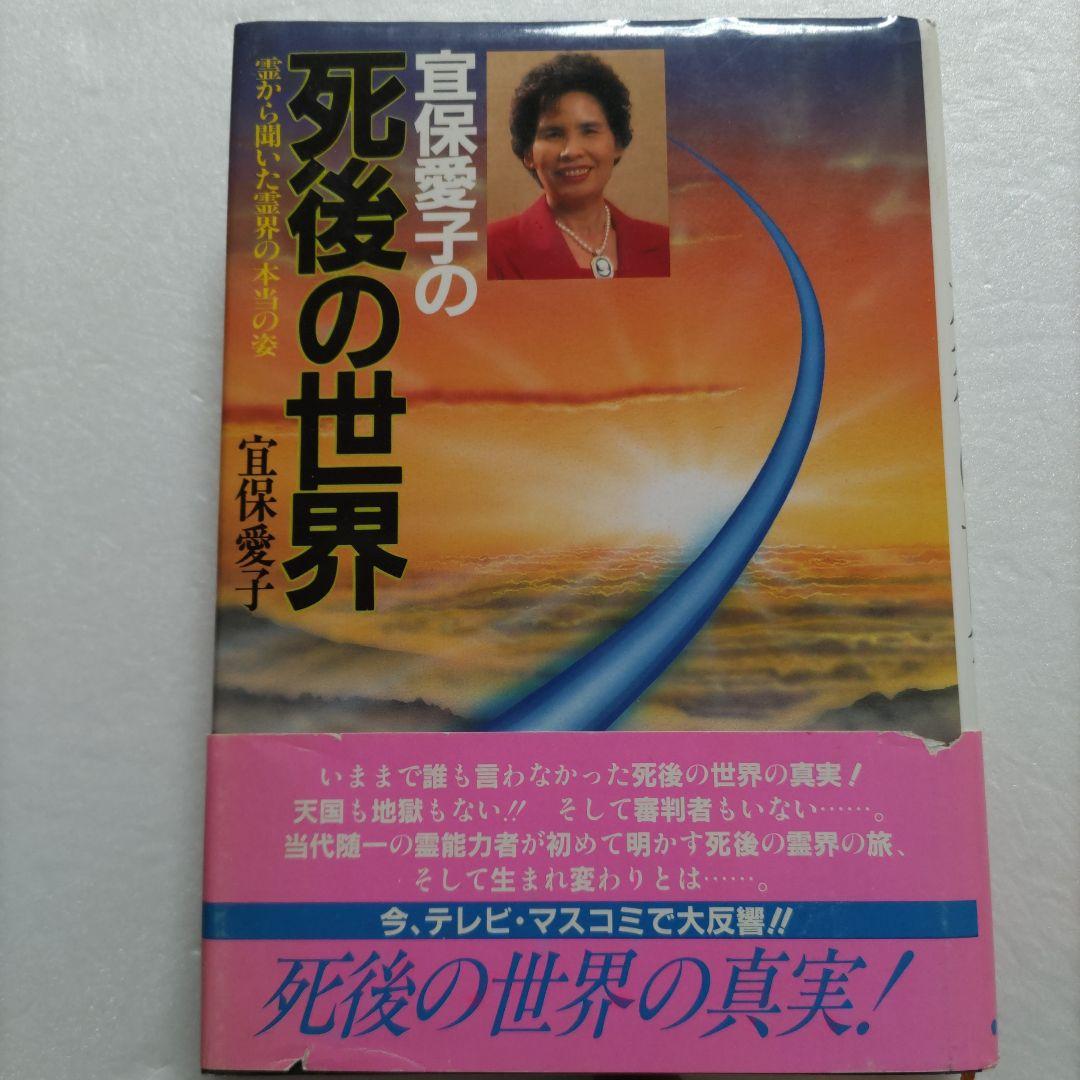 宜保愛子の
死後の世界
霊から聞いた霊界の本当の姿
宜保愛子
いままで誰も言わなかった死後の世界の真実！
天国も地獄もない!! そして審判者もいない……。
当代随一の霊能力者が初めて明かす死後の霊界の旅、
そして生まれ変わりとは……。
今、テレビ・マスコミで大反響!!
死後の世界の真実！